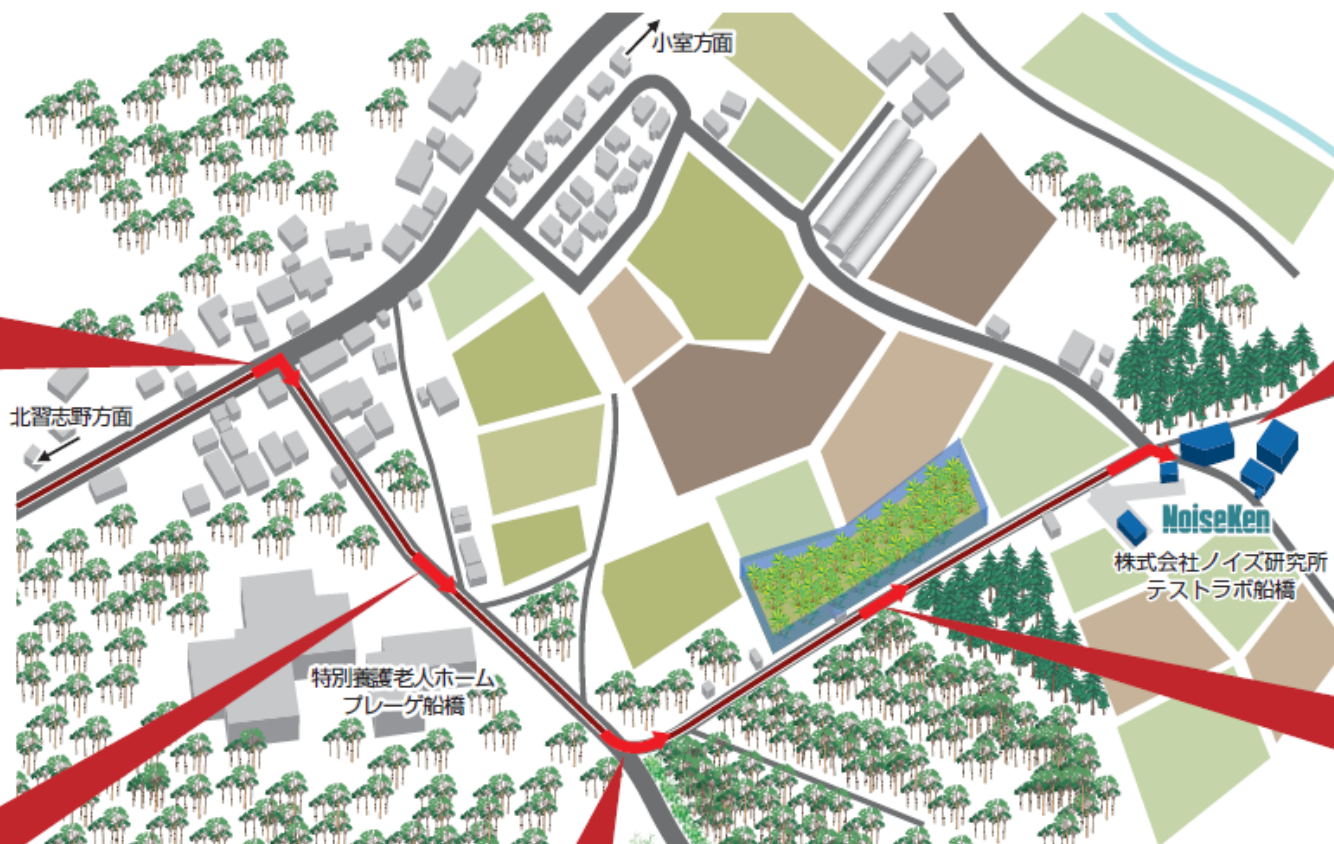 小室方面
北習志野方面
NoiseKen
株式会社ノイズ研究所
テストラボ船橋
特別養護老人ホーム
プレーゲ船橋